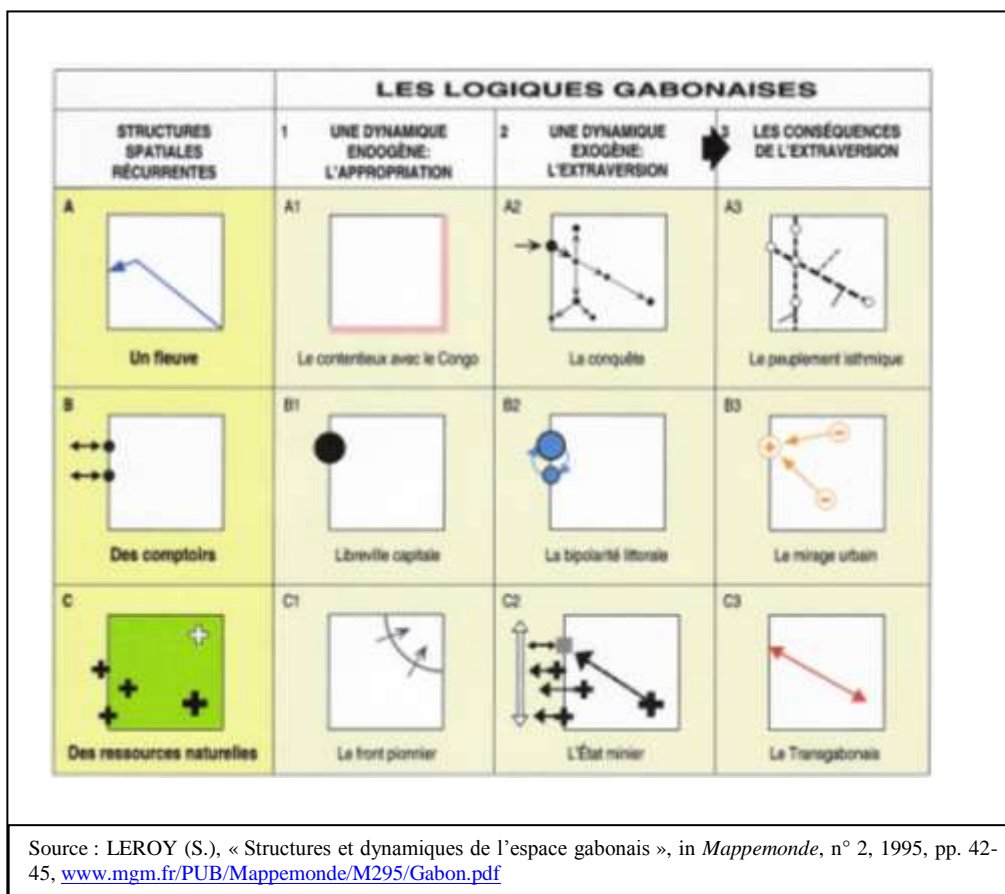 LES LOGIQUES GABONAISES
STRUCTURES
SPATIALES
RÉCURRENTES
1 UNE DYNAMIQUE
ENDOGÈNE:
L'APPROPRIATION
2 UNE DYNAMIQUE
EXOGÈNE:
L'EXTRAVERSION
3 LES CONSÉQUENCES
DE L'EXTRAVERSION
A
Un fleuve
A1
Le contentieux avec le Congo
A2
La conquête
A3
Le peuplement isthmique
B
Des comptoirs
B1
Libreville capitale
B2
La bipolarité littorale
B3
Le mirage urbain
C
Des ressources naturelles
C1
Le front pionnier
C2
L'État minier
C3
Le Transgabonais
Source : LEROY (S.), « Structures et dynamiques de l'espace gabonais », in Mappemonde, n° 2, 1995, pp. 42-
45, www.mgm.fr/PUB/Mappemonde/M295/Gabon.pdf